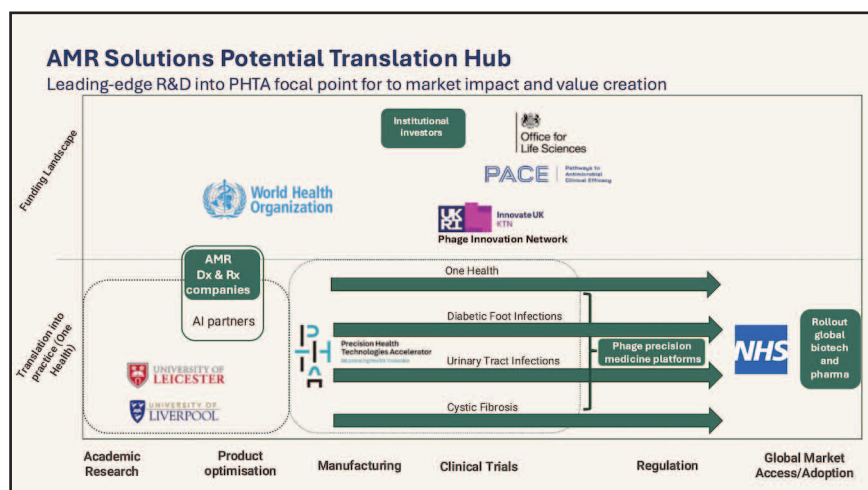 AMR Solutions Potential Translation Hub
Leading-edge R&D into PHTA focal point for to market impact and value creation
Funding Landscape
Institutional
investors
Office for
Life Sciences
PACE
Pathways to
Antimicrobial
Clinical Efficacy
World Health
Organization
UK
RI
Innovate UK
KTN
Phage Innovation Network
Translation into
practice (One
Health)
AMR
Dx & Rx
companies
AI partners
UNIVERSITY OF
LEICESTER
UNIVERSITY OF
LIVERPOOL
Precision Health
Technologies Accelerator
One Health
Diabetic Foot Infections
Urinary Tract Infections
Cystic Fibrosis
Phage precision
medicine platforms
NHS
Rollout
global
biotech
and
pharma
Academic
Research
Product
optimisation
Manufacturing
Clinical Trials
Regulation
Global Market
Access/Adoption